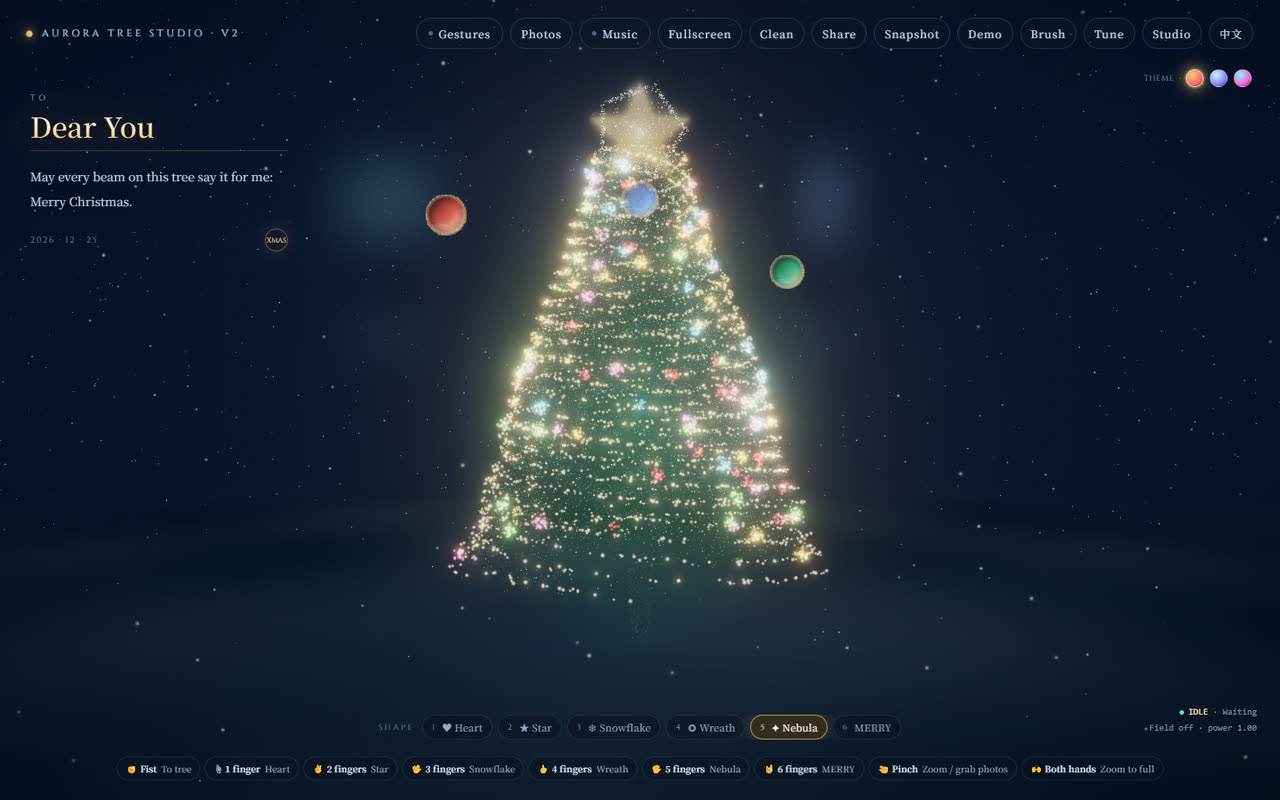 AURORA TREE STUDIO · V2
Gestures
Photos
Music
Fullscreen
Clean
Share
Snapshot
Demo
Brush
Tune
Studio
中文
THEME
TO
Dear You
May every beam on this tree say it for me:
Merry Christmas.
2026 · 12 · 25
XMAS
SHAPE
1 ♥ Heart
2 ★ Star
3 ❄ Snowflake
4 ✪ Wreath
5 ✦ Nebula
6 MERRY
IDLE · Waiting
Field off · power 1.00
✊ Fist To tree
☝ 1 finger Heart
✌ 2 fingers Star
🤟 3 fingers Snowflake
👆 4 fingers Wreath
🖐 5 fingers Nebula
🤘 6 fingers MERRY
🤏 Pinch Zoom / grab photos
🙌 Both hands Zoom to full